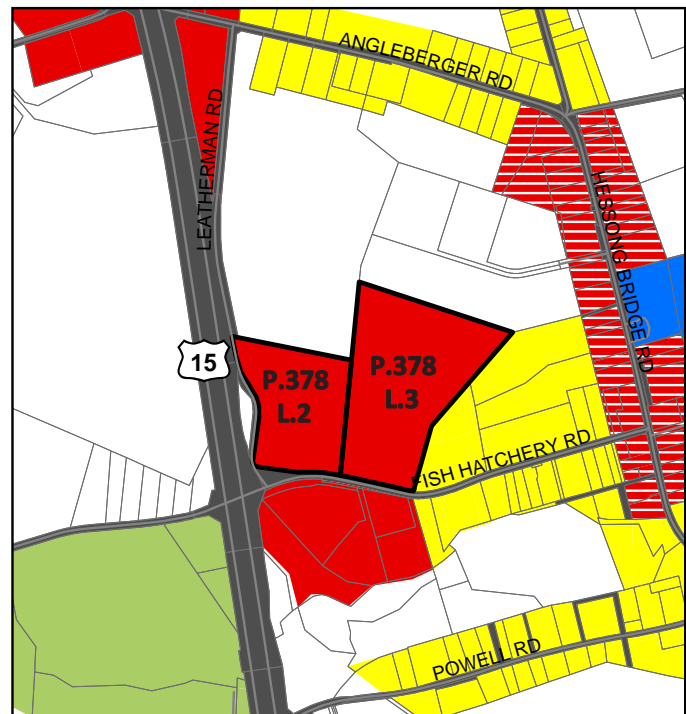 ANGLEBERGER RD
LEATHERMAN RD
HESSONG BRIDGE RD
15
P.378
L.2
P.378
L.3
FISH HATCHERY RD
POWELL RD